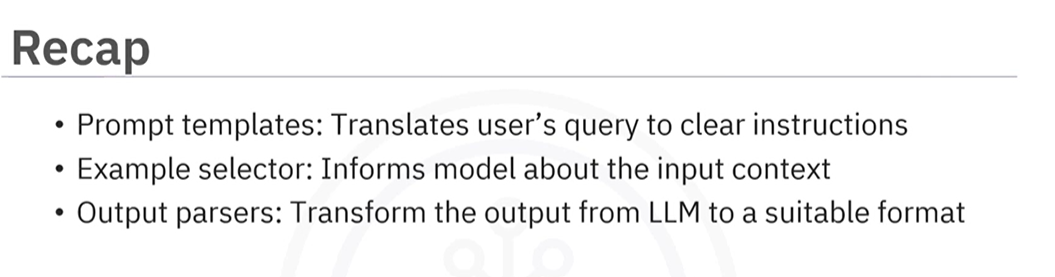 Recap
• Prompt templates: Translates user’s query to clear instructions
• Example selector: Informs model about the input context
• Output parsers: Transform the output from LLM to a suitable format